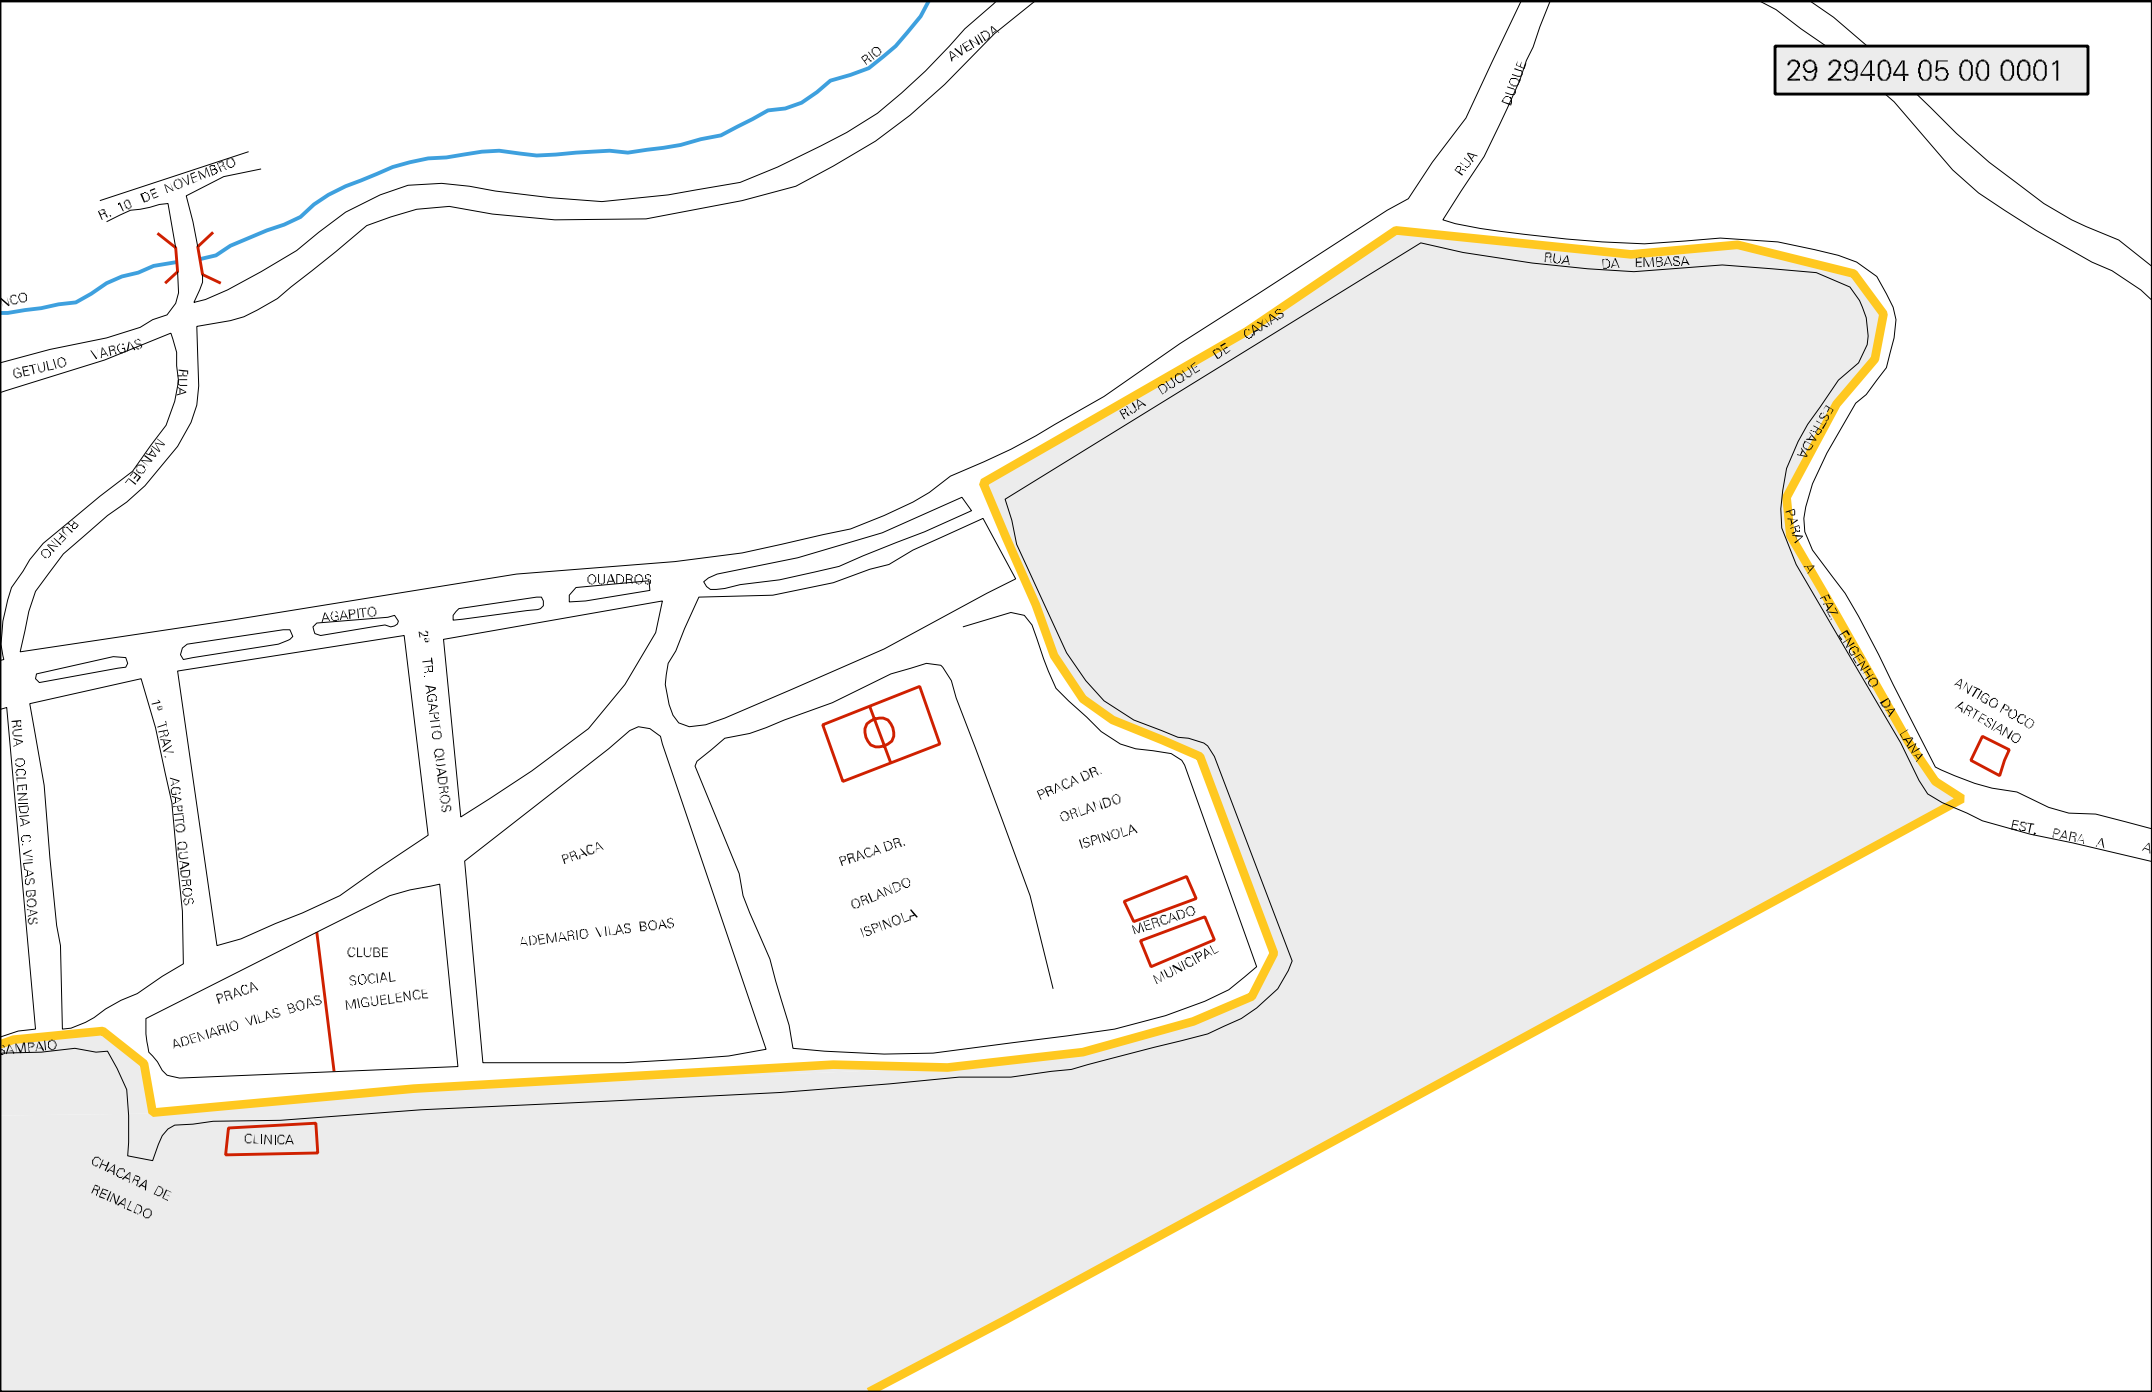 29 29404 05 00 0001
RIO
AVENIDA
RUA DUQUE
R. 10 DE NOVEMBRO
NCO
GETULIO VARGAS
RUA MANOEL RUFINO
RUA DA EMBASA
RUA DUQUE DE CAXIAS
ESTRADA PARA A FAZ. ENGENHO DA LANA
AGAPITO QUADROS
ANTIGO POCO
ARTESIANO
EST. PARA A A
RUA OCLENIDIA C. VILAS BOAS
1ª TRAV. AGAPITO QUADROS
2ª TR. AGAPITO QUADROS
PRACA
ADEMARIO VILAS BOAS
PRACA DR.
ORLANDO
ISPINOLA
PRACA DR.
ORLANDO
ISPINOLA
MERCADO
MUNICIPAL
CLUBE
SOCIAL
MIGUELENCE
PRACA
ADEMARIO VILAS BOAS
SAMPAIO
CLINICA
CHACARA DE
REINALDO